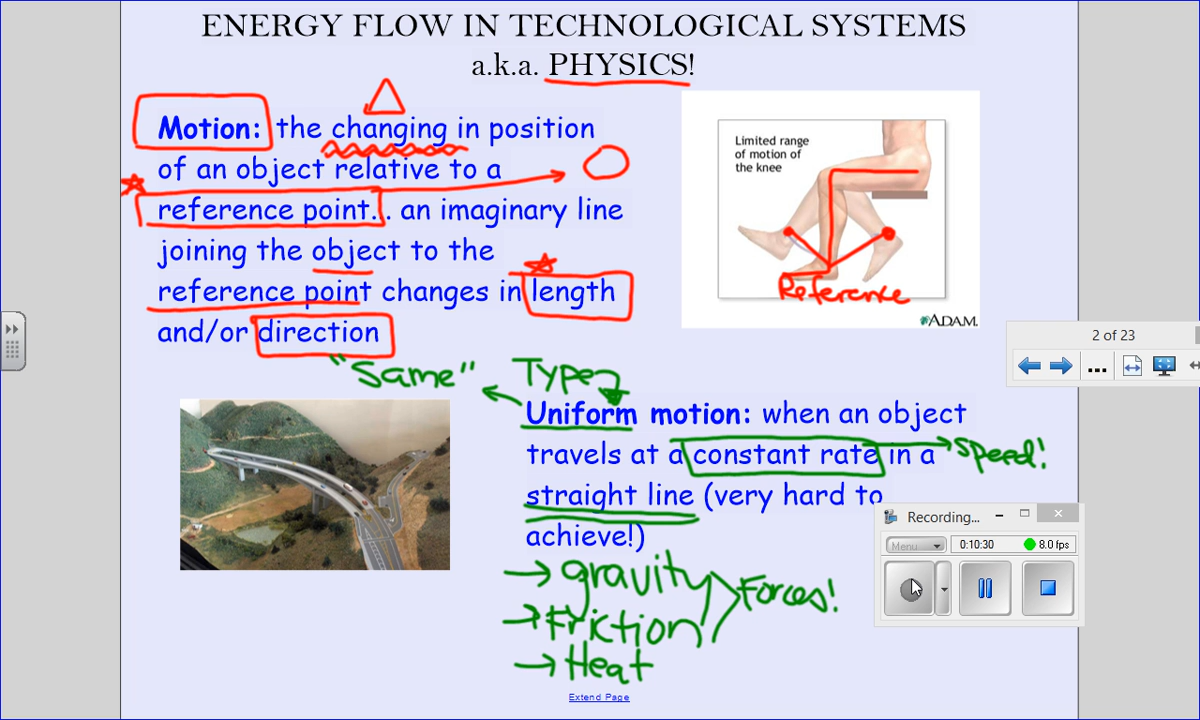 ENERGY FLOW IN TECHNOLOGICAL SYSTEMS
a.k.a. PHYSICS!
Motion: the changing in position
of an object relative to a
reference point... an imaginary line
joining the object to the
reference point changes in length
and/or direction
Limited range
of motion of
the knee
Reference
ADAM.
2 of 23
...
"Same"
Types
Uniform motion: when an object
travels at a constant rate in a
straight line (very hard to
achieve!)
speed!
Recording...
Menu
0:10:30
8.0 fps
→ gravity
→ Friction
→ Heat
Forces!
Extend Page